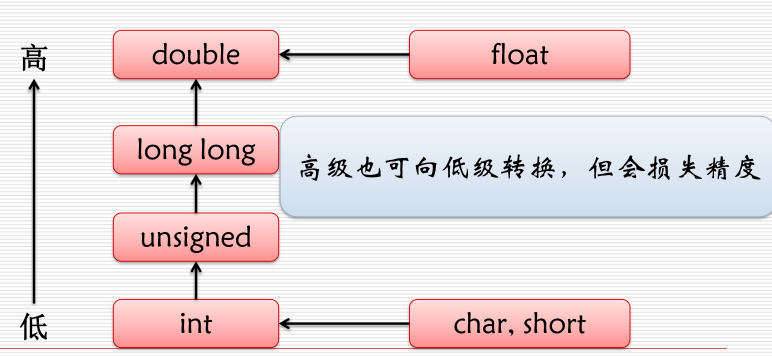 高
double
float
long long
高级也可向低级转换，但会损失精度
unsigned
低
int
char, short